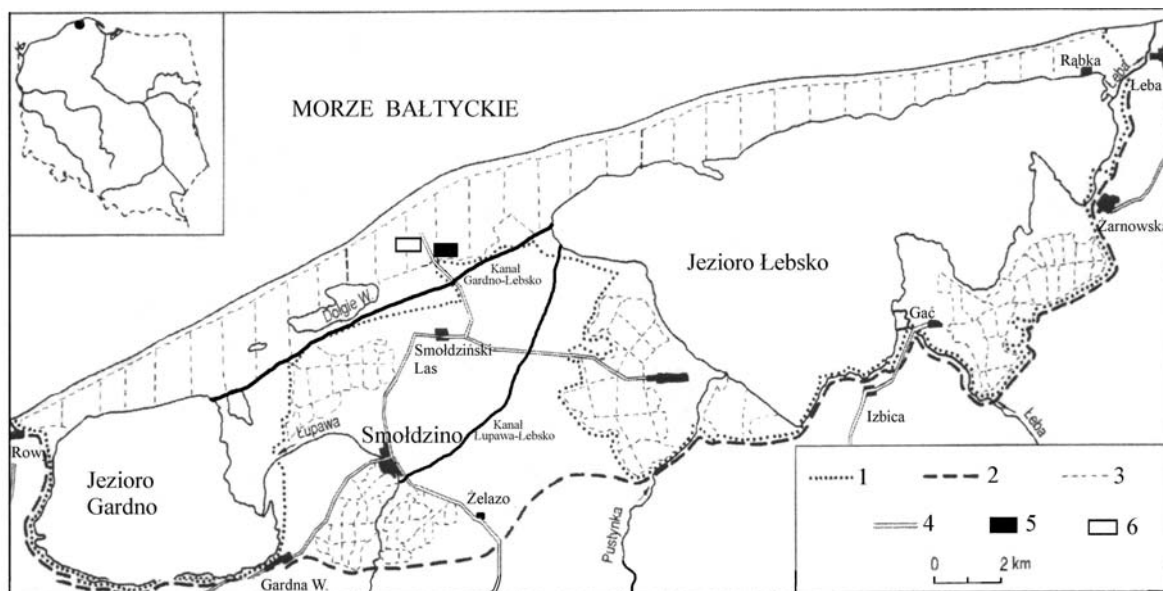 MORZE BAŁTYCKIE
Rąbka
Łeba
Łeba
Żarnowska
Jezioro Łebsko
Kanał
Gardno-Łebsko
Dołgie W.
Gać
Smołdziński
Las
Izbica
Łeba
Łupawa
Kanał
Łupawa-Łebsko
Smołdzino
Rowy
Jezioro
Gardno
Żelazo
Pustynka
Gardna W.
1
2
3
4
5
6
0 2 km